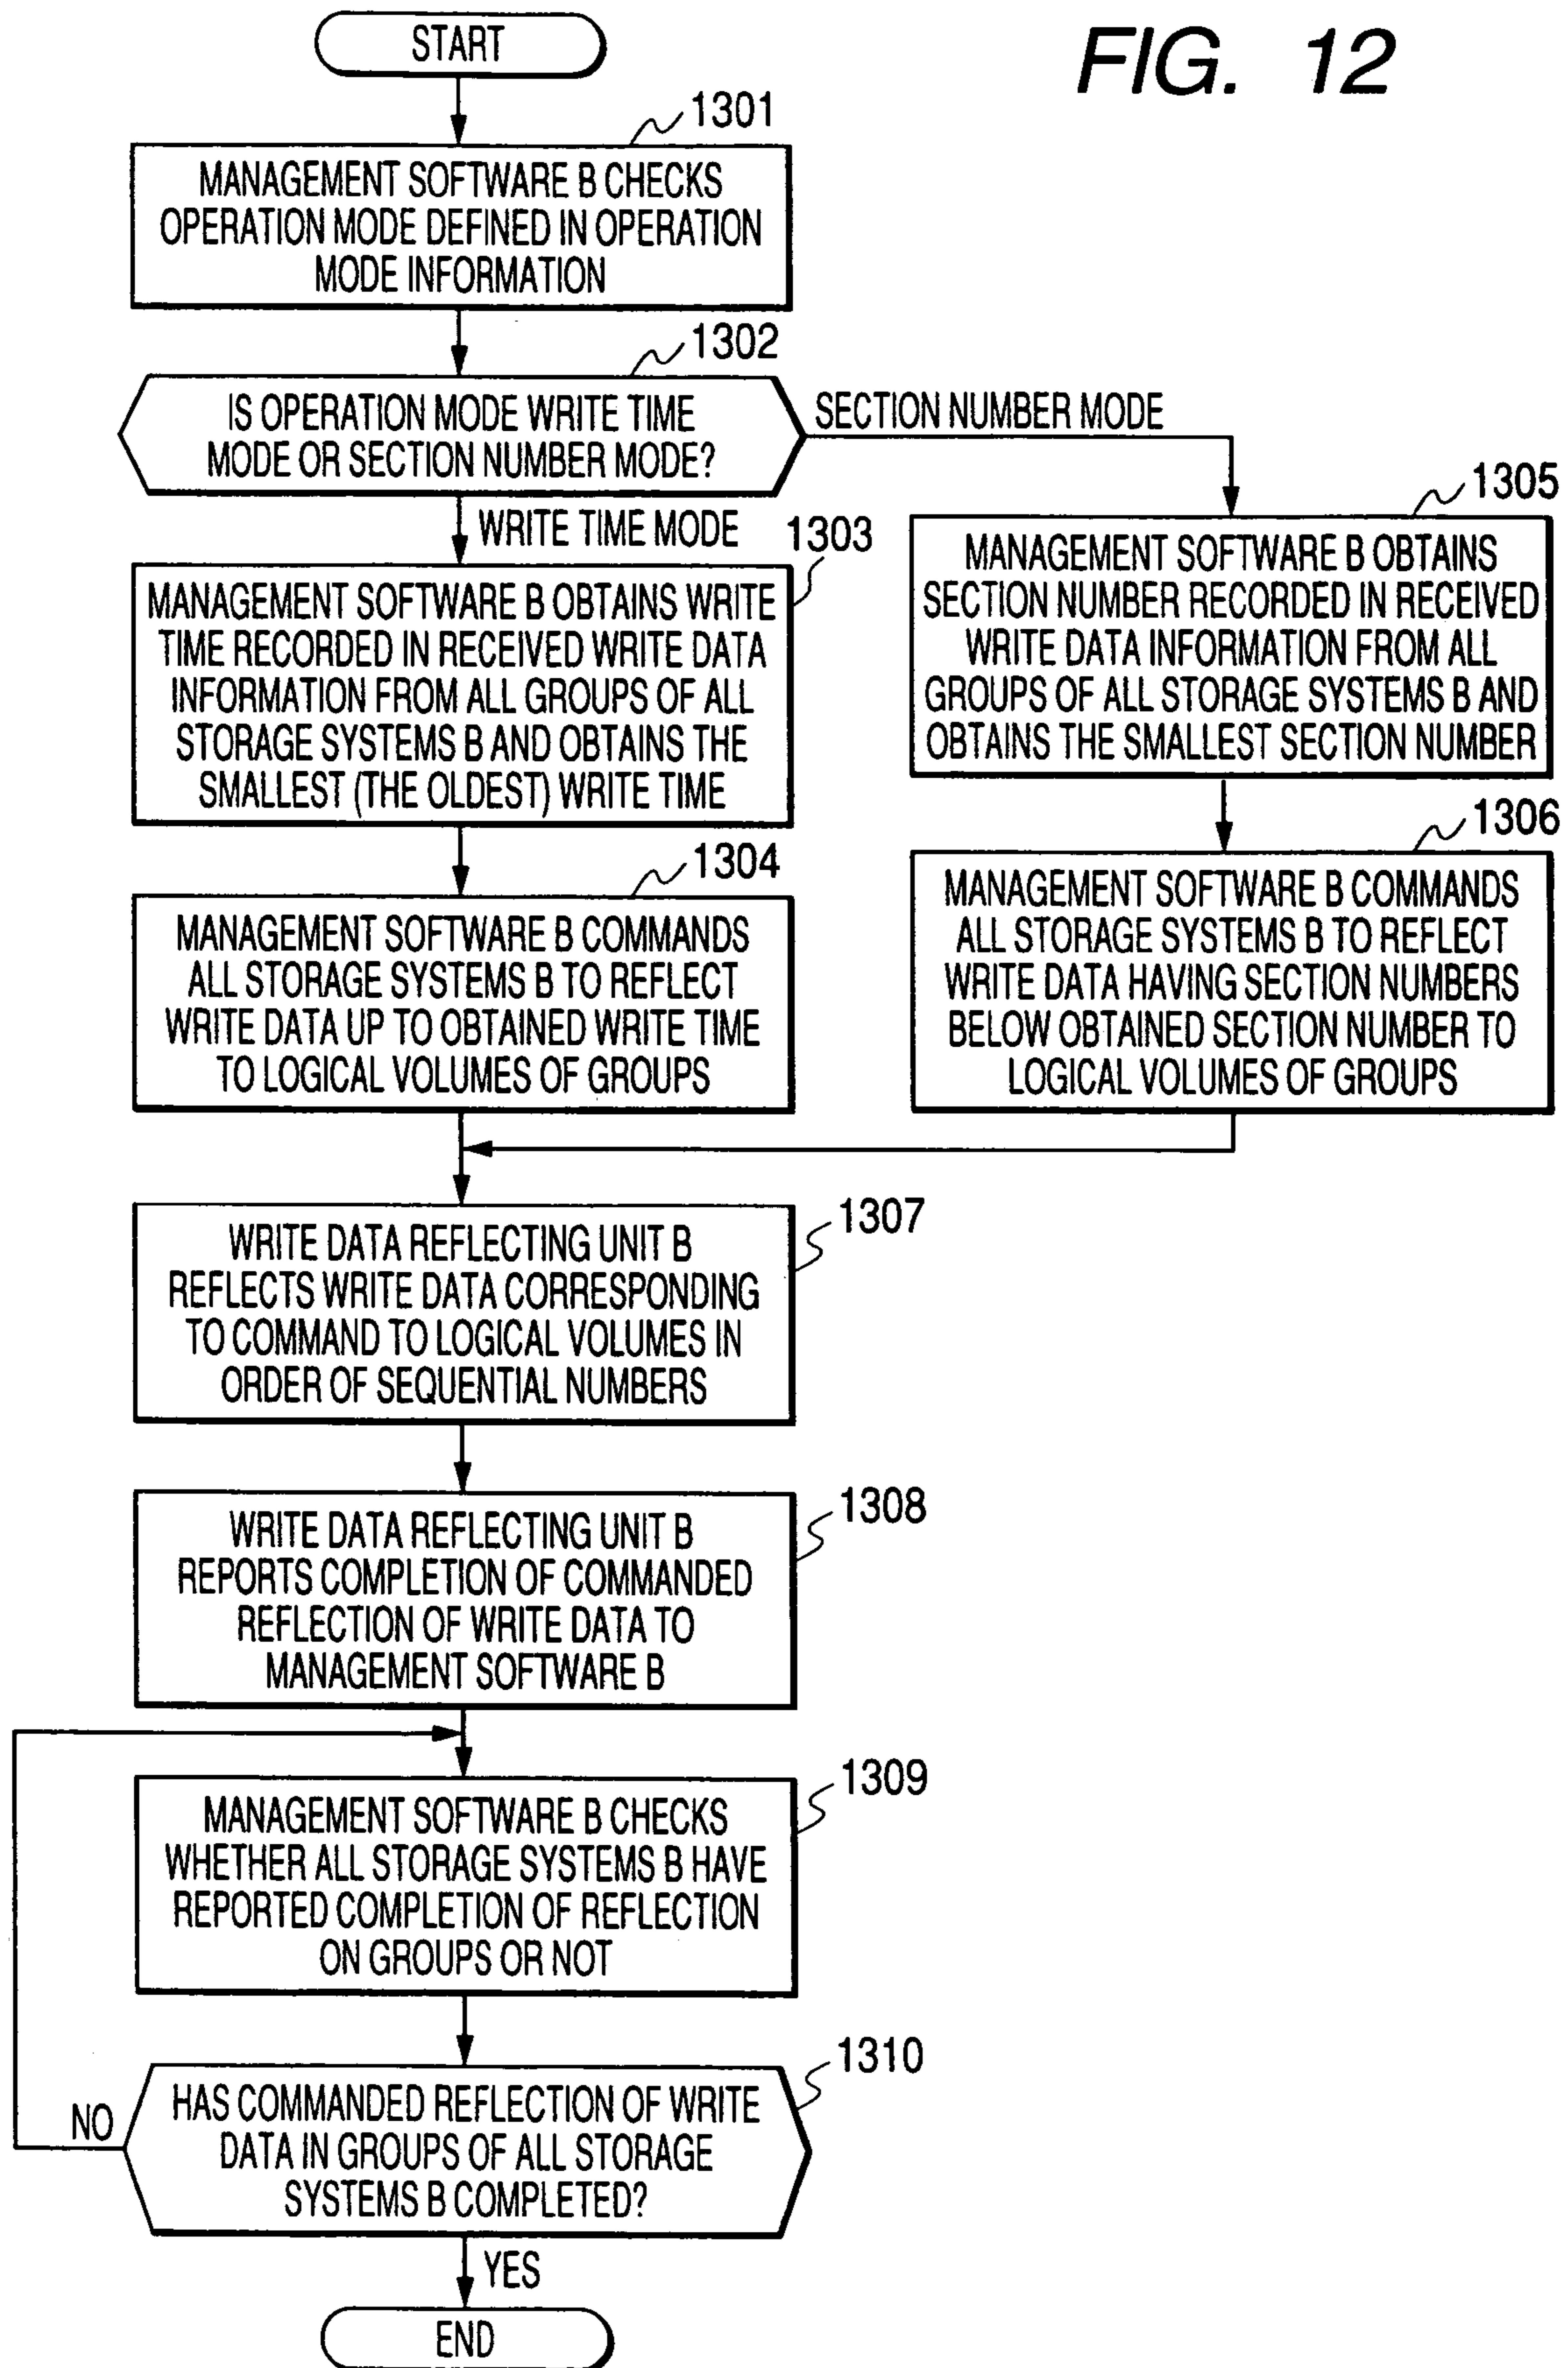 FIG. 12
START
1301
MANAGEMENT SOFTWARE B CHECKS
OPERATION MODE DEFINED IN OPERATION
MODE INFORMATION
1302
IS OPERATION MODE WRITE TIME
MODE OR SECTION NUMBER MODE?
SECTION NUMBER MODE
WRITE TIME MODE
1303
MANAGEMENT SOFTWARE B OBTAINS WRITE
TIME RECORDED IN RECEIVED WRITE DATA
INFORMATION FROM ALL GROUPS OF ALL
STORAGE SYSTEMS B AND OBTAINS THE
SMALLEST (THE OLDEST) WRITE TIME
1304
MANAGEMENT SOFTWARE B COMMANDS
ALL STORAGE SYSTEMS B TO REFLECT
WRITE DATA UP TO OBTAINED WRITE TIME
TO LOGICAL VOLUMES OF GROUPS
1305
MANAGEMENT SOFTWARE B OBTAINS
SECTION NUMBER RECORDED IN RECEIVED
WRITE DATA INFORMATION FROM ALL
GROUPS OF ALL STORAGE SYSTEMS B AND
OBTAINS THE SMALLEST SECTION NUMBER
1306
MANAGEMENT SOFTWARE B COMMANDS
ALL STORAGE SYSTEMS B TO REFLECT
WRITE DATA HAVING SECTION NUMBERS
BELOW OBTAINED SECTION NUMBER TO
LOGICAL VOLUMES OF GROUPS
1307
WRITE DATA REFLECTING UNIT B
REFLECTS WRITE DATA CORRESPONDING
TO COMMAND TO LOGICAL VOLUMES IN
ORDER OF SEQUENTIAL NUMBERS
1308
WRITE DATA REFLECTING UNIT B
REPORTS COMPLETION OF COMMANDED
REFLECTION OF WRITE DATA TO
MANAGEMENT SOFTWARE B
1309
MANAGEMENT SOFTWARE B CHECKS
WHETHER ALL STORAGE SYSTEMS B HAVE
REPORTED COMPLETION OF REFLECTION
ON GROUPS OR NOT
1310
HAS COMMANDED REFLECTION OF WRITE
DATA IN GROUPS OF ALL STORAGE
SYSTEMS B COMPLETED?
NO
YES
END